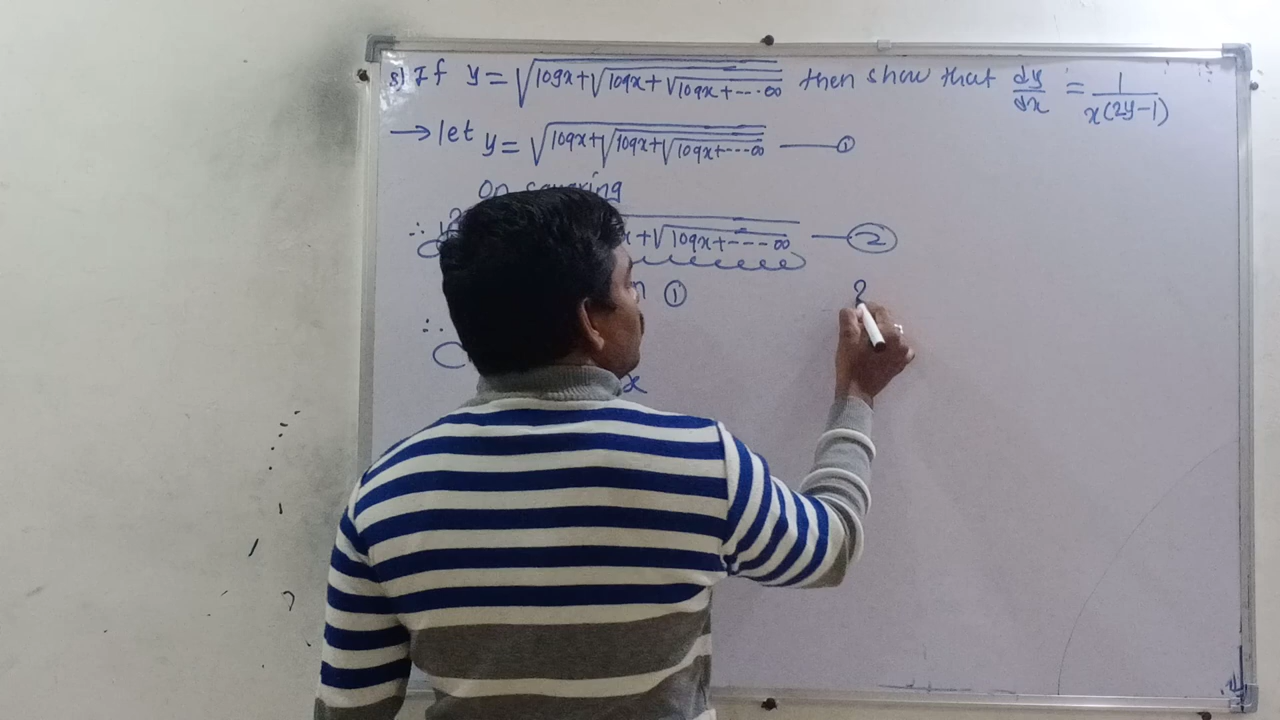 8) If y = √(logx+√(logx+√(logx+---∞ then show that dy/dx = 1/x(2y-1)
→ let y = √(logx+√(logx+√(logx+---∞ —— ①
on squaring
∴ x+√(logx+----∞ —— ②
n ①
∴
x